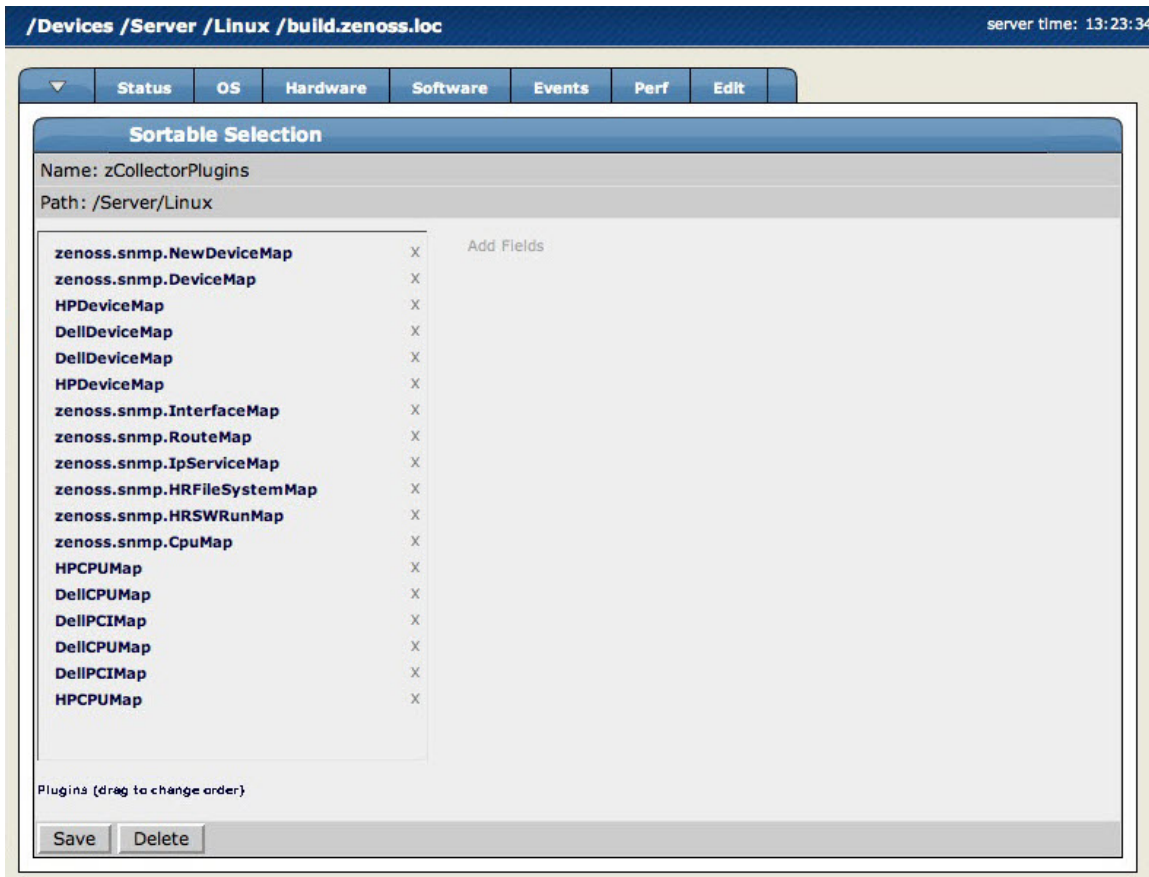 /Devices /Server /Linux /build.zenoss.loc server time: 13:23:34
Status OS Hardware Software Events Perf Edit
Sortable Selection
Name: zCollectorPlugins
Path: /Server/Linux
zenoss.snmp.NewDeviceMap X Add Fields
zenoss.snmp.DeviceMap X
HPDeviceMap X
DellDeviceMap X
DellDeviceMap X
HPDeviceMap X
zenoss.snmp.InterfaceMap X
zenoss.snmp.RouteMap X
zenoss.snmp.IpServiceMap X
zenoss.snmp.HRFileSystemMap X
zenoss.snmp.HRSWRunMap X
zenoss.snmp.CpuMap X
HPCPUMap X
DellCPUMap X
DellPCIMap X
DellCPUMap X
DellPCIMap X
HPCPUMap X
Plugins (drag to change order)
Save Delete